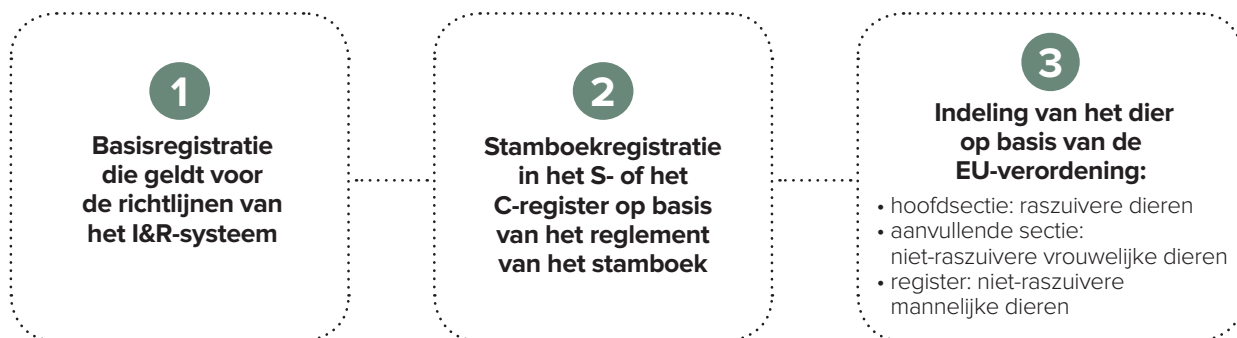 1
Basisregistratie
die geldt voor
de richtlijnen van
het I&R-systeem
2
Stamboekregistratie
in het S- of het
C-register op basis
van het reglement
van het stamboek
3
Indeling van het dier
op basis van de
EU-verordening:
• hoofdsectie: raszuivere dieren
• aanvullende sectie:
niet-raszuivere vrouwelijke dieren
• register: niet-raszuivere
mannelijke dieren